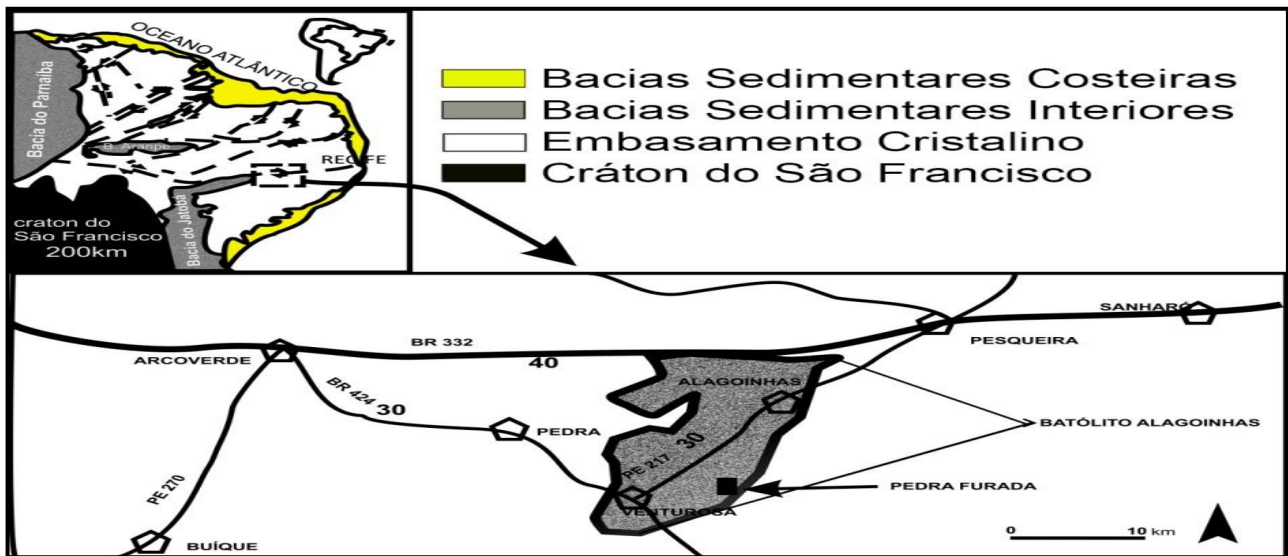 OCEANO ATLÂNTICO
Bacia do Parnaíba
B. Araripe
RECIFE
Bacia do Jatobá
craton do
São Francisco
200km
Bacias Sedimentares Costeiras
Bacias Sedimentares Interiores
Embasamento Cristalino
Cráton do São Francisco
SANHARÓ
PESQUEIRA
BR 332
ARCOVERDE
40
ALAGOINHAS
BR 424
30
PEDRA
BATÓLITO ALAGOINHAS
30
PE 217
PE 270
PEDRA FURADA
VENTUROSA
BUÍQUE
0 10 km